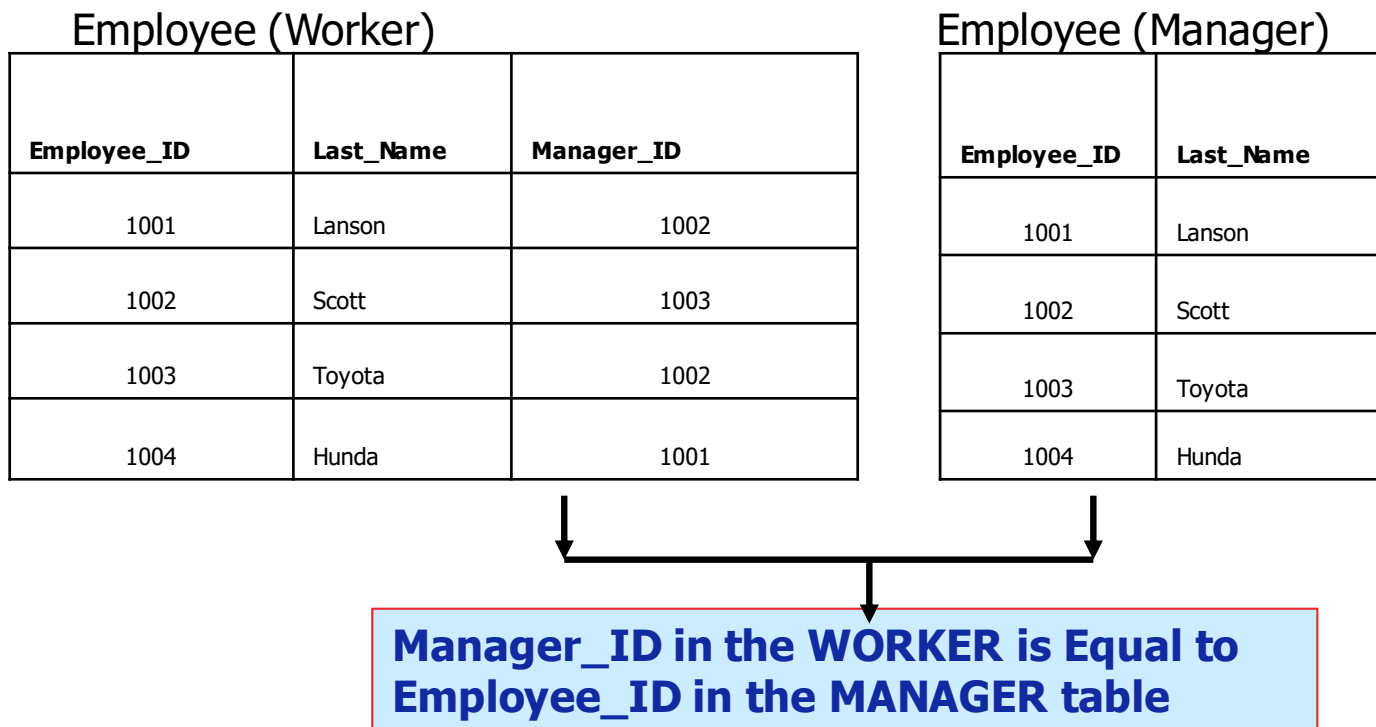 Employee (Worker)
Employee_ID Last_Name Manager_ID
1001 Lanson 1002
1002 Scott 1003
1003 Toyota 1002
1004 Hunda 1001
Employee (Manager)
Employee_ID Last_Name
1001 Lanson
1002 Scott
1003 Toyota
1004 Hunda
Manager_ID in the WORKER is Equal to
Employee_ID in the MANAGER table